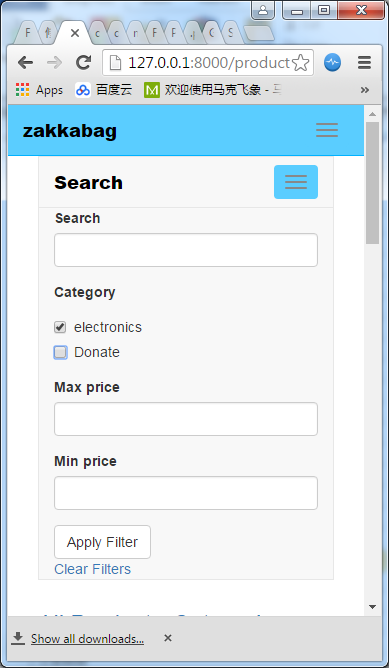 127.0.0.1:8000/product
Apps 百度云 欢迎使用马克飞象
zakkabag
Search
Search
Category
electronics
Donate
Max price
Min price
Apply Filter
Clear Filters
Show all downloads...